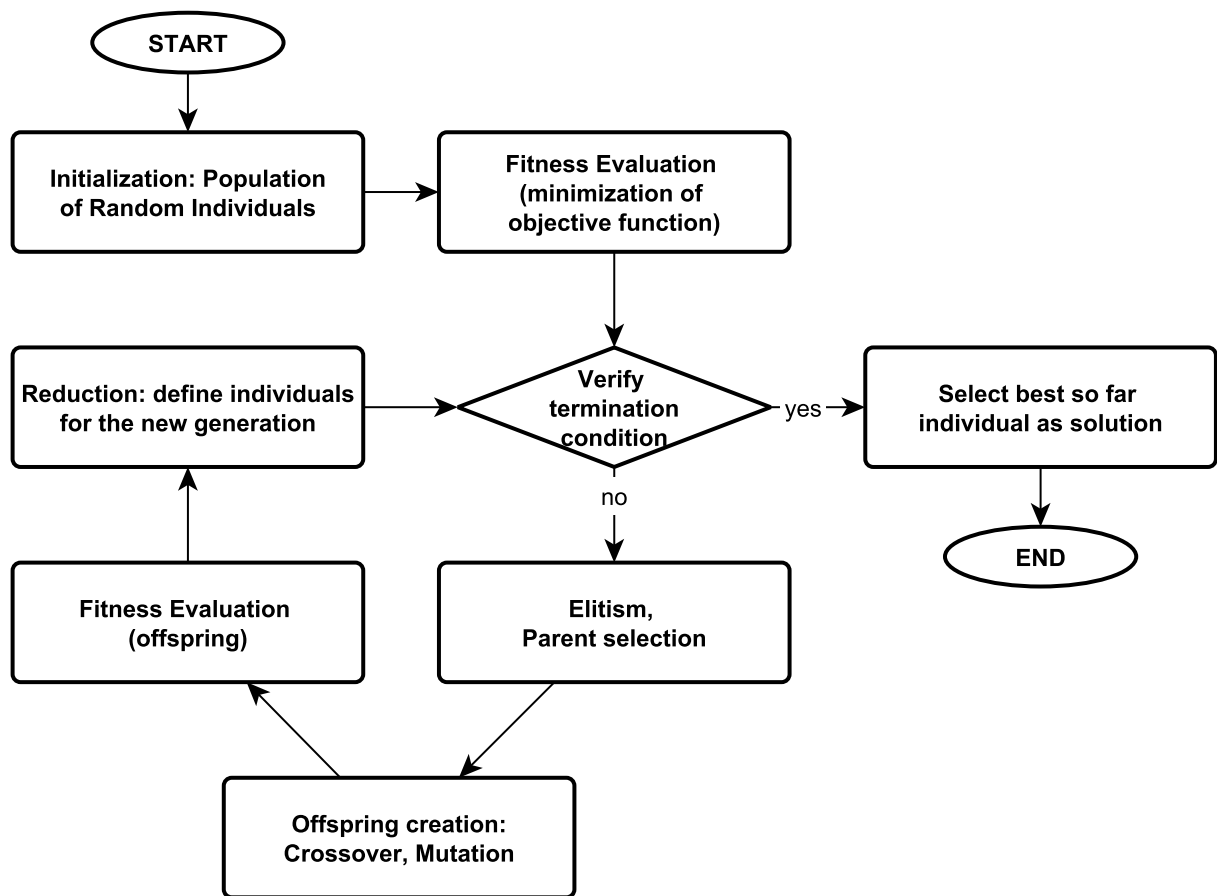 START
Initialization: Population
of Random Individuals
Fitness Evaluation
(minimization of
objective function)
Reduction: define individuals
for the new generation
Verify
termination
condition
yes
Select best so far
individual as solution
no
END
Fitness Evaluation
(offspring)
Elitism,
Parent selection
Offspring creation:
Crossover, Mutation